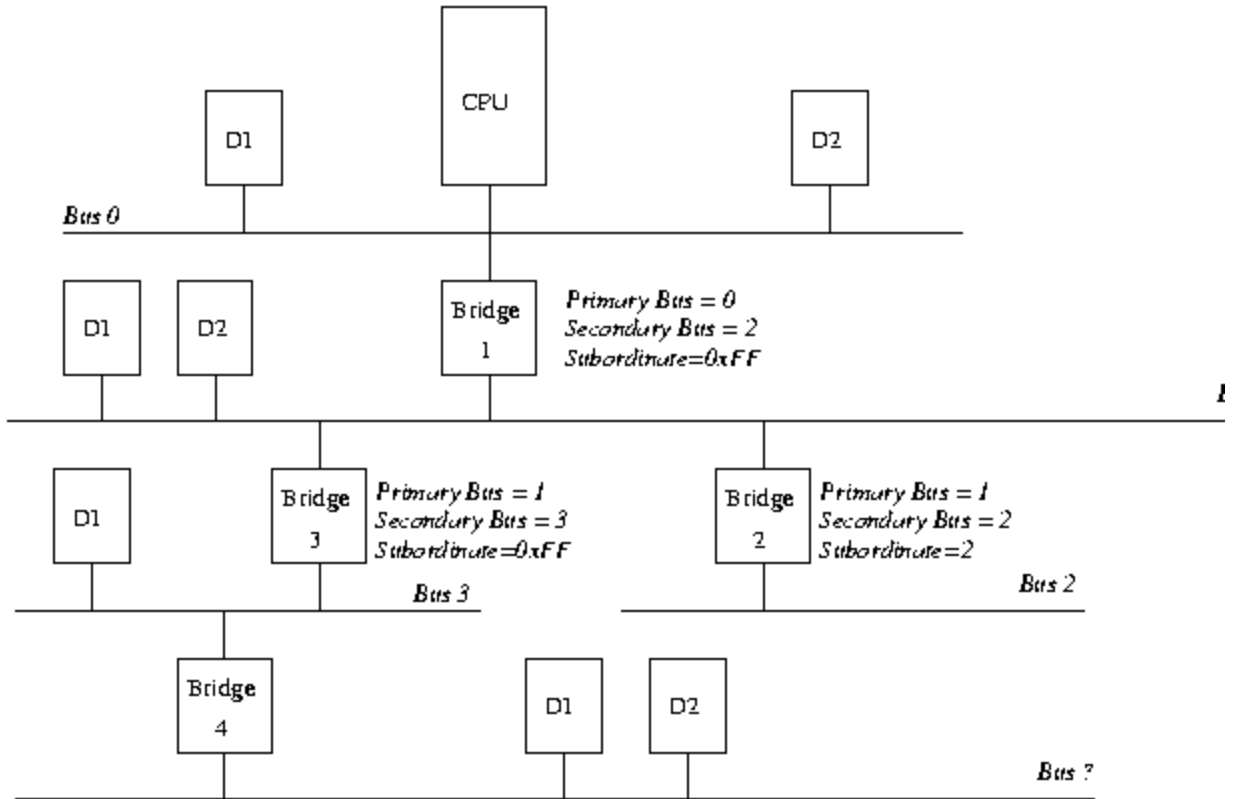 CPU
D1
D2
Bus 0
D1
D2
Bridge
1
Primary Bus = 0
Secondary Bus = 2
Subordinate=0xFF
D1
Bridge
3
Primary Bus = 1
Secondary Bus = 3
Subordinate=0xFF
Bridge
2
Primary Bus = 1
Secondary Bus = 2
Subordinate=2
Bus 3
Bus 2
Bridge
4
D1
D2
Bus ?